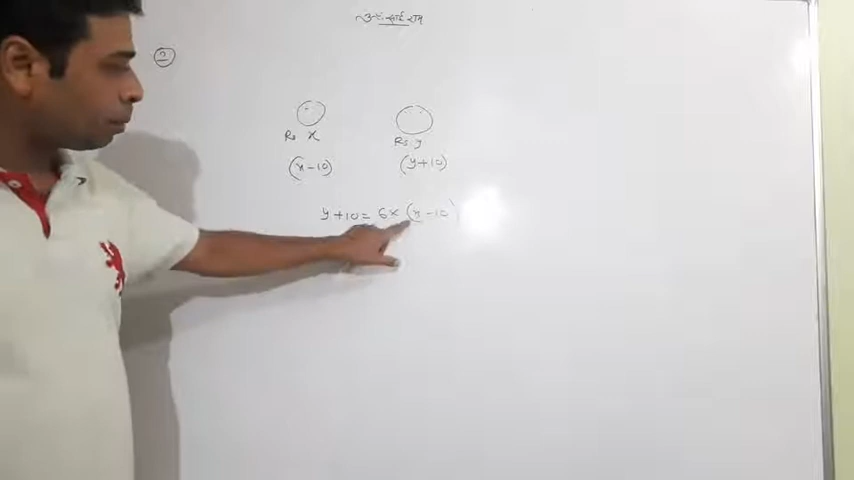 ②
Rs x Rs y
(x-10) (y+10)
y+10= 6×(x-10)